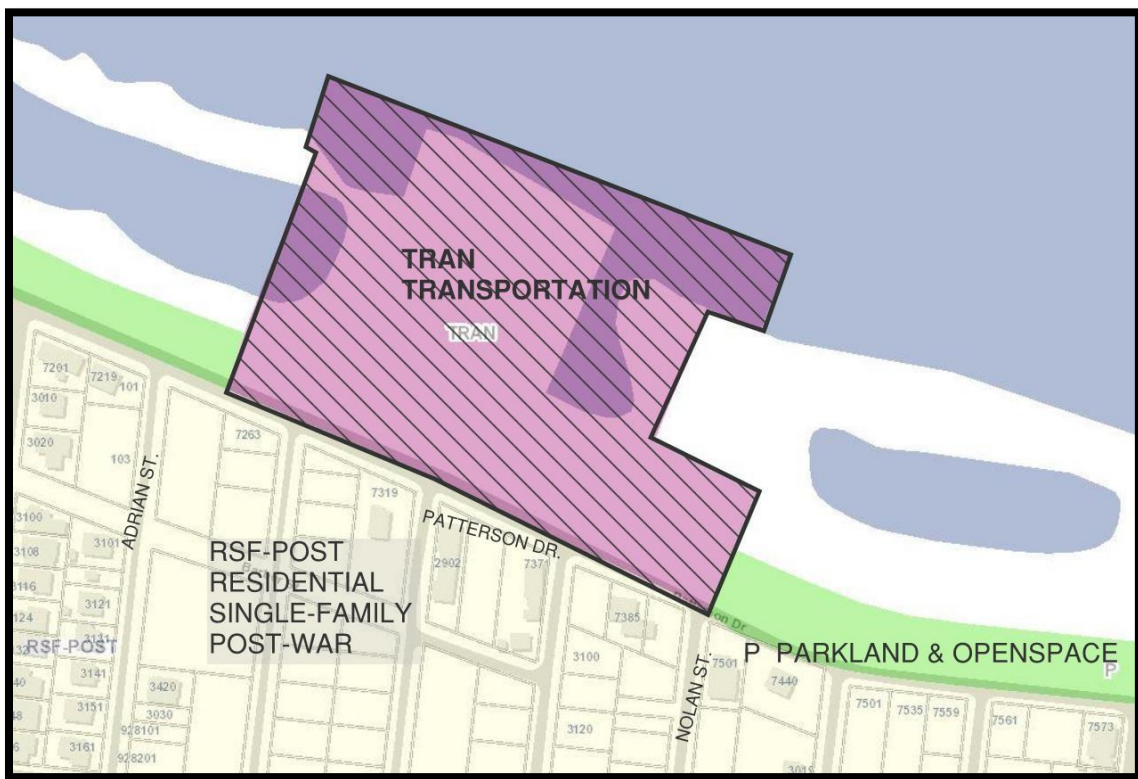 TRAN
TRANSPORTATION
TRAN
7201
7219
101
3010
3020
7263
103
ADRIAN ST.
7319
3100
3101
3108
PATTERSON DR.
RSF-POST
RESIDENTIAL
SINGLE-FAMILY
POST-WAR
2902
7371
3116
3121
124
7385
RSF-POST
3141
3100
NOLAN ST.
7501
P PARKLAND & OPENSPACE
P
7440
3420
3151
3030
7501
7535
7559
7561
7573
928101
3120
3161
928201